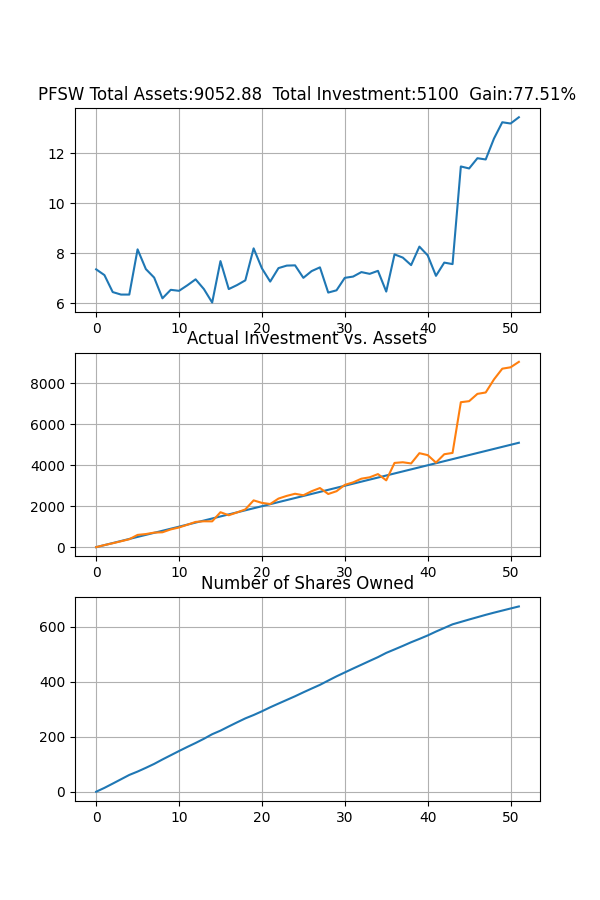 PFSW Total Assets:9052.88  Total Investment:5100  Gain:77.51%
12
10
8
6
0 10 20 30 40 50
Actual Investment vs. Assets
8000
6000
4000
2000
0
0 10 20 30 40 50
Number of Shares Owned
600
400
200
0
0 10 20 30 40 50